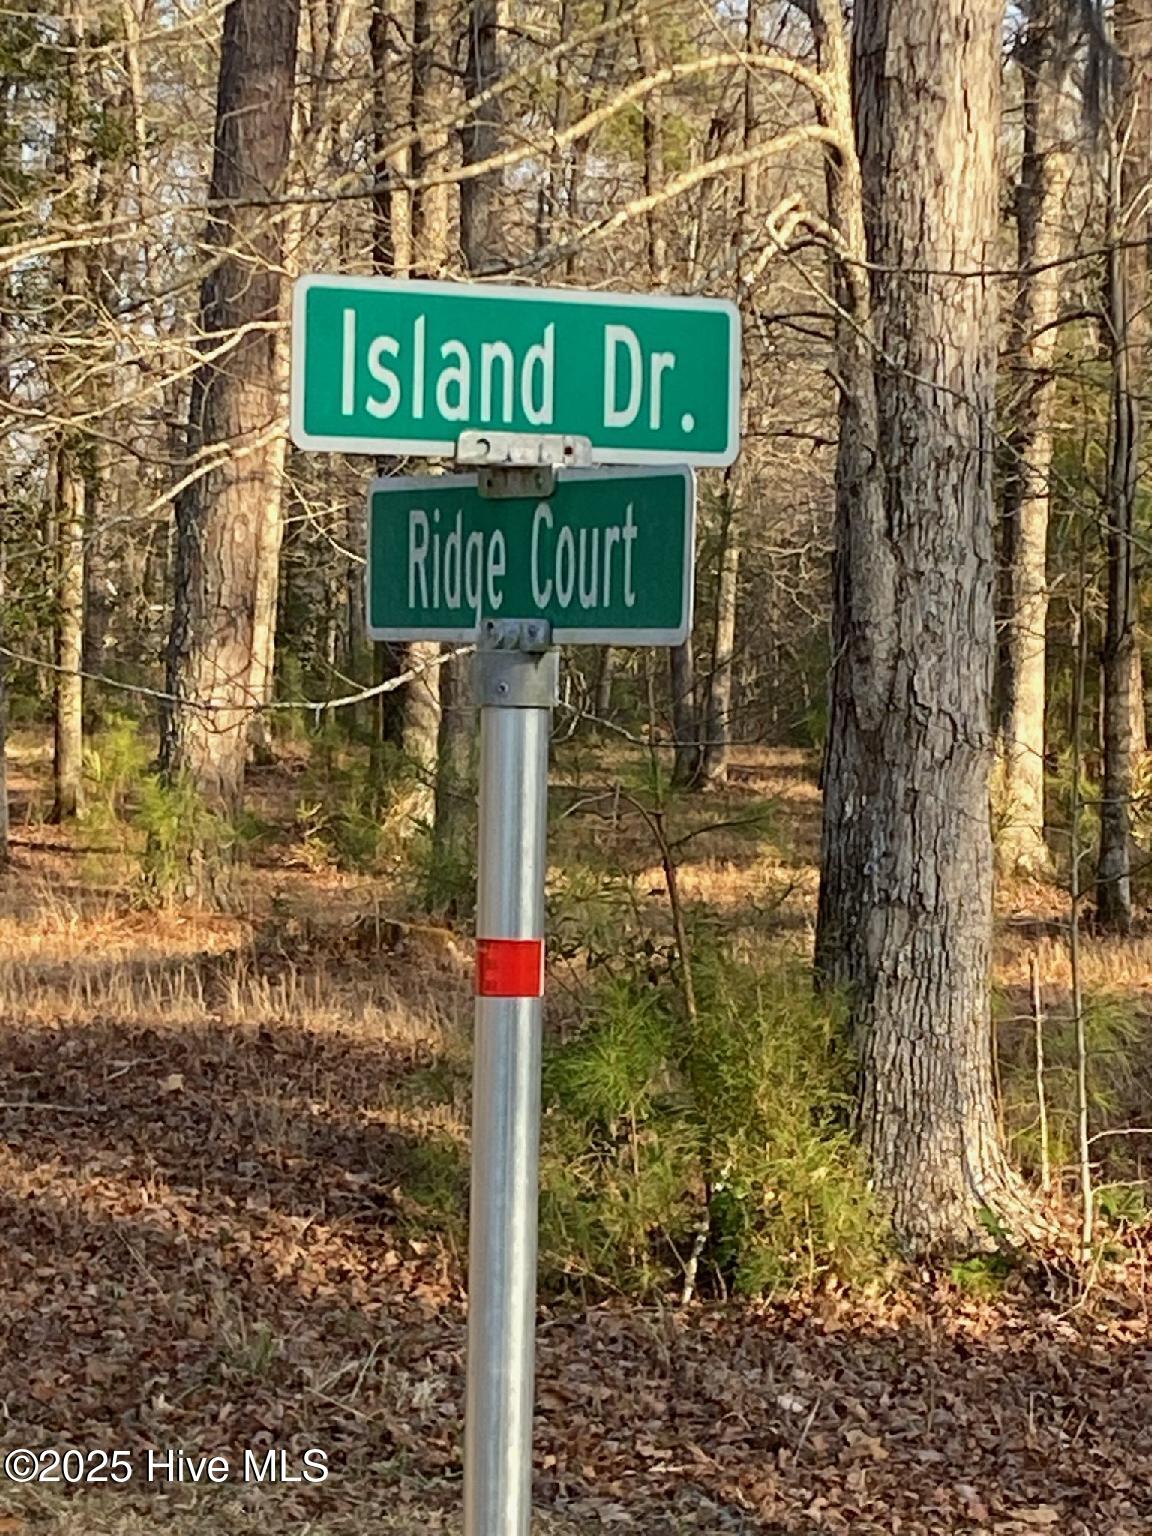 Island Dr.
Ridge Court
©2025 Hive MLS